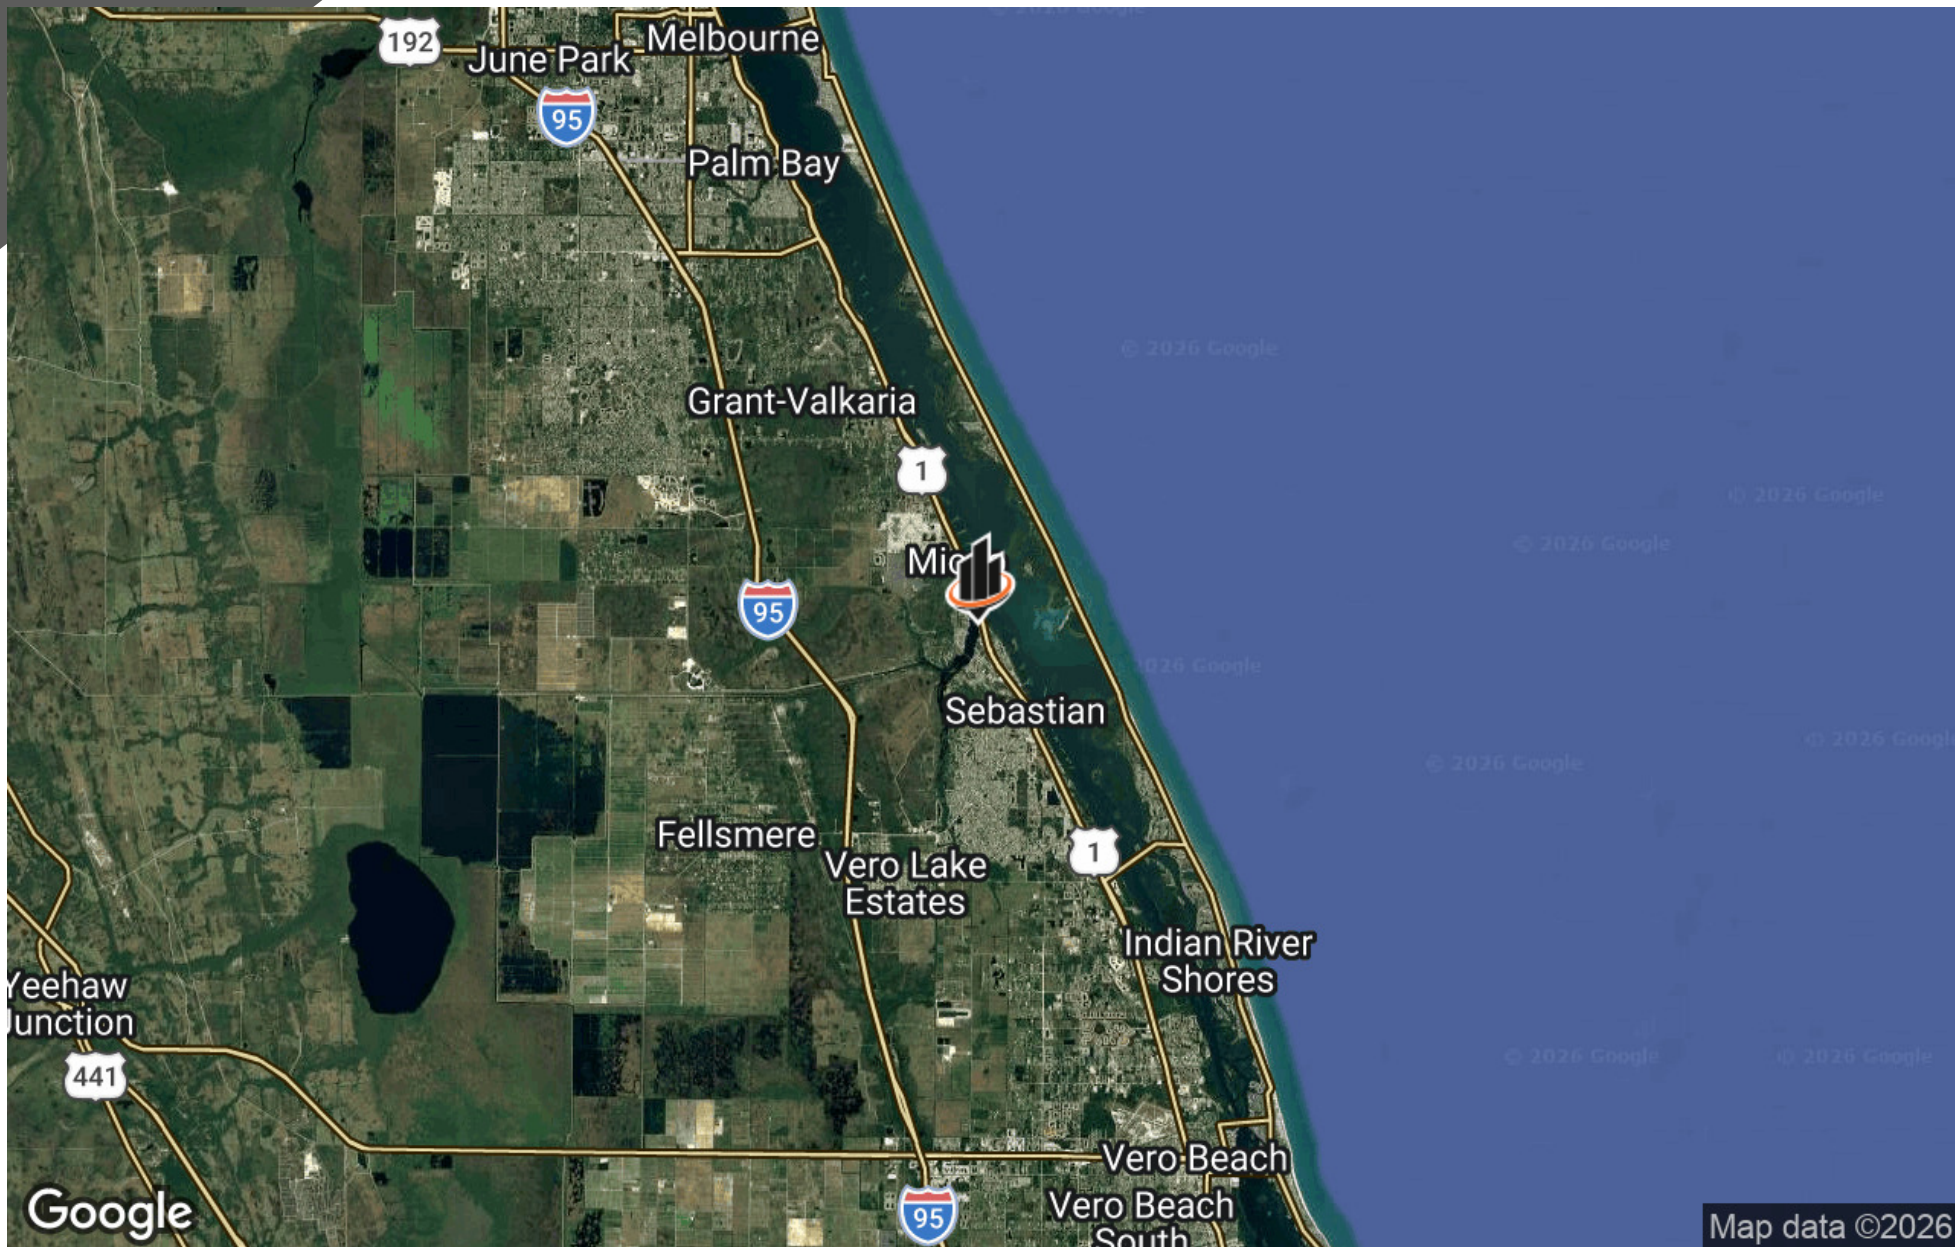 192
June Park
Melbourne
95
Palm Bay
© 2026 Google
Grant-Valkaria
1
© 2026 Google
© 2026 Google
95
2026 Google
Sebastian
© 2026 Google
© 2026 Googl
Fellsmere
Vero Lake
Estates
1
Indian River
Shores
Yeehaw
Junction
441
© 2026 Google
© 2026 Google
Vero Beach
Vero Beach
South
95
Google
Map data ©2026